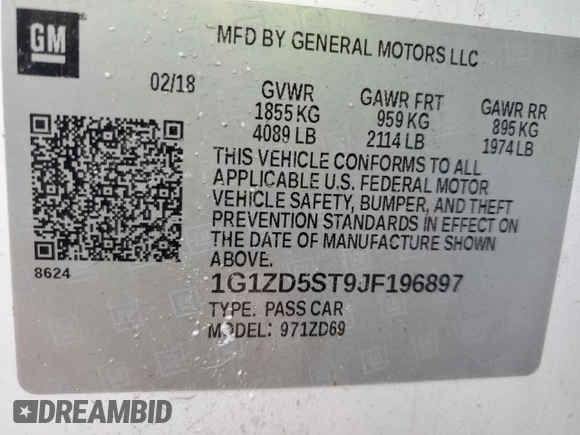 GM
MFD BY GENERAL MOTORS LLC
02/18
GVWR
1855 KG
4089 LB
GAWR FRT
959 KG
2114 LB
GAWR RR
895 KG
1974 LB
THIS VEHICLE CONFORMS TO ALL
APPLICABLE U.S. FEDERAL MOTOR
VEHICLE SAFETY, BUMPER, AND THEFT
PREVENTION STANDARDS IN EFFECT ON
THE DATE OF MANUFACTURE SHOWN
ABOVE.
8624
1G1ZD5ST9JF196897
TYPE: PASS CAR
MODEL: 971ZD69
DREAMBID